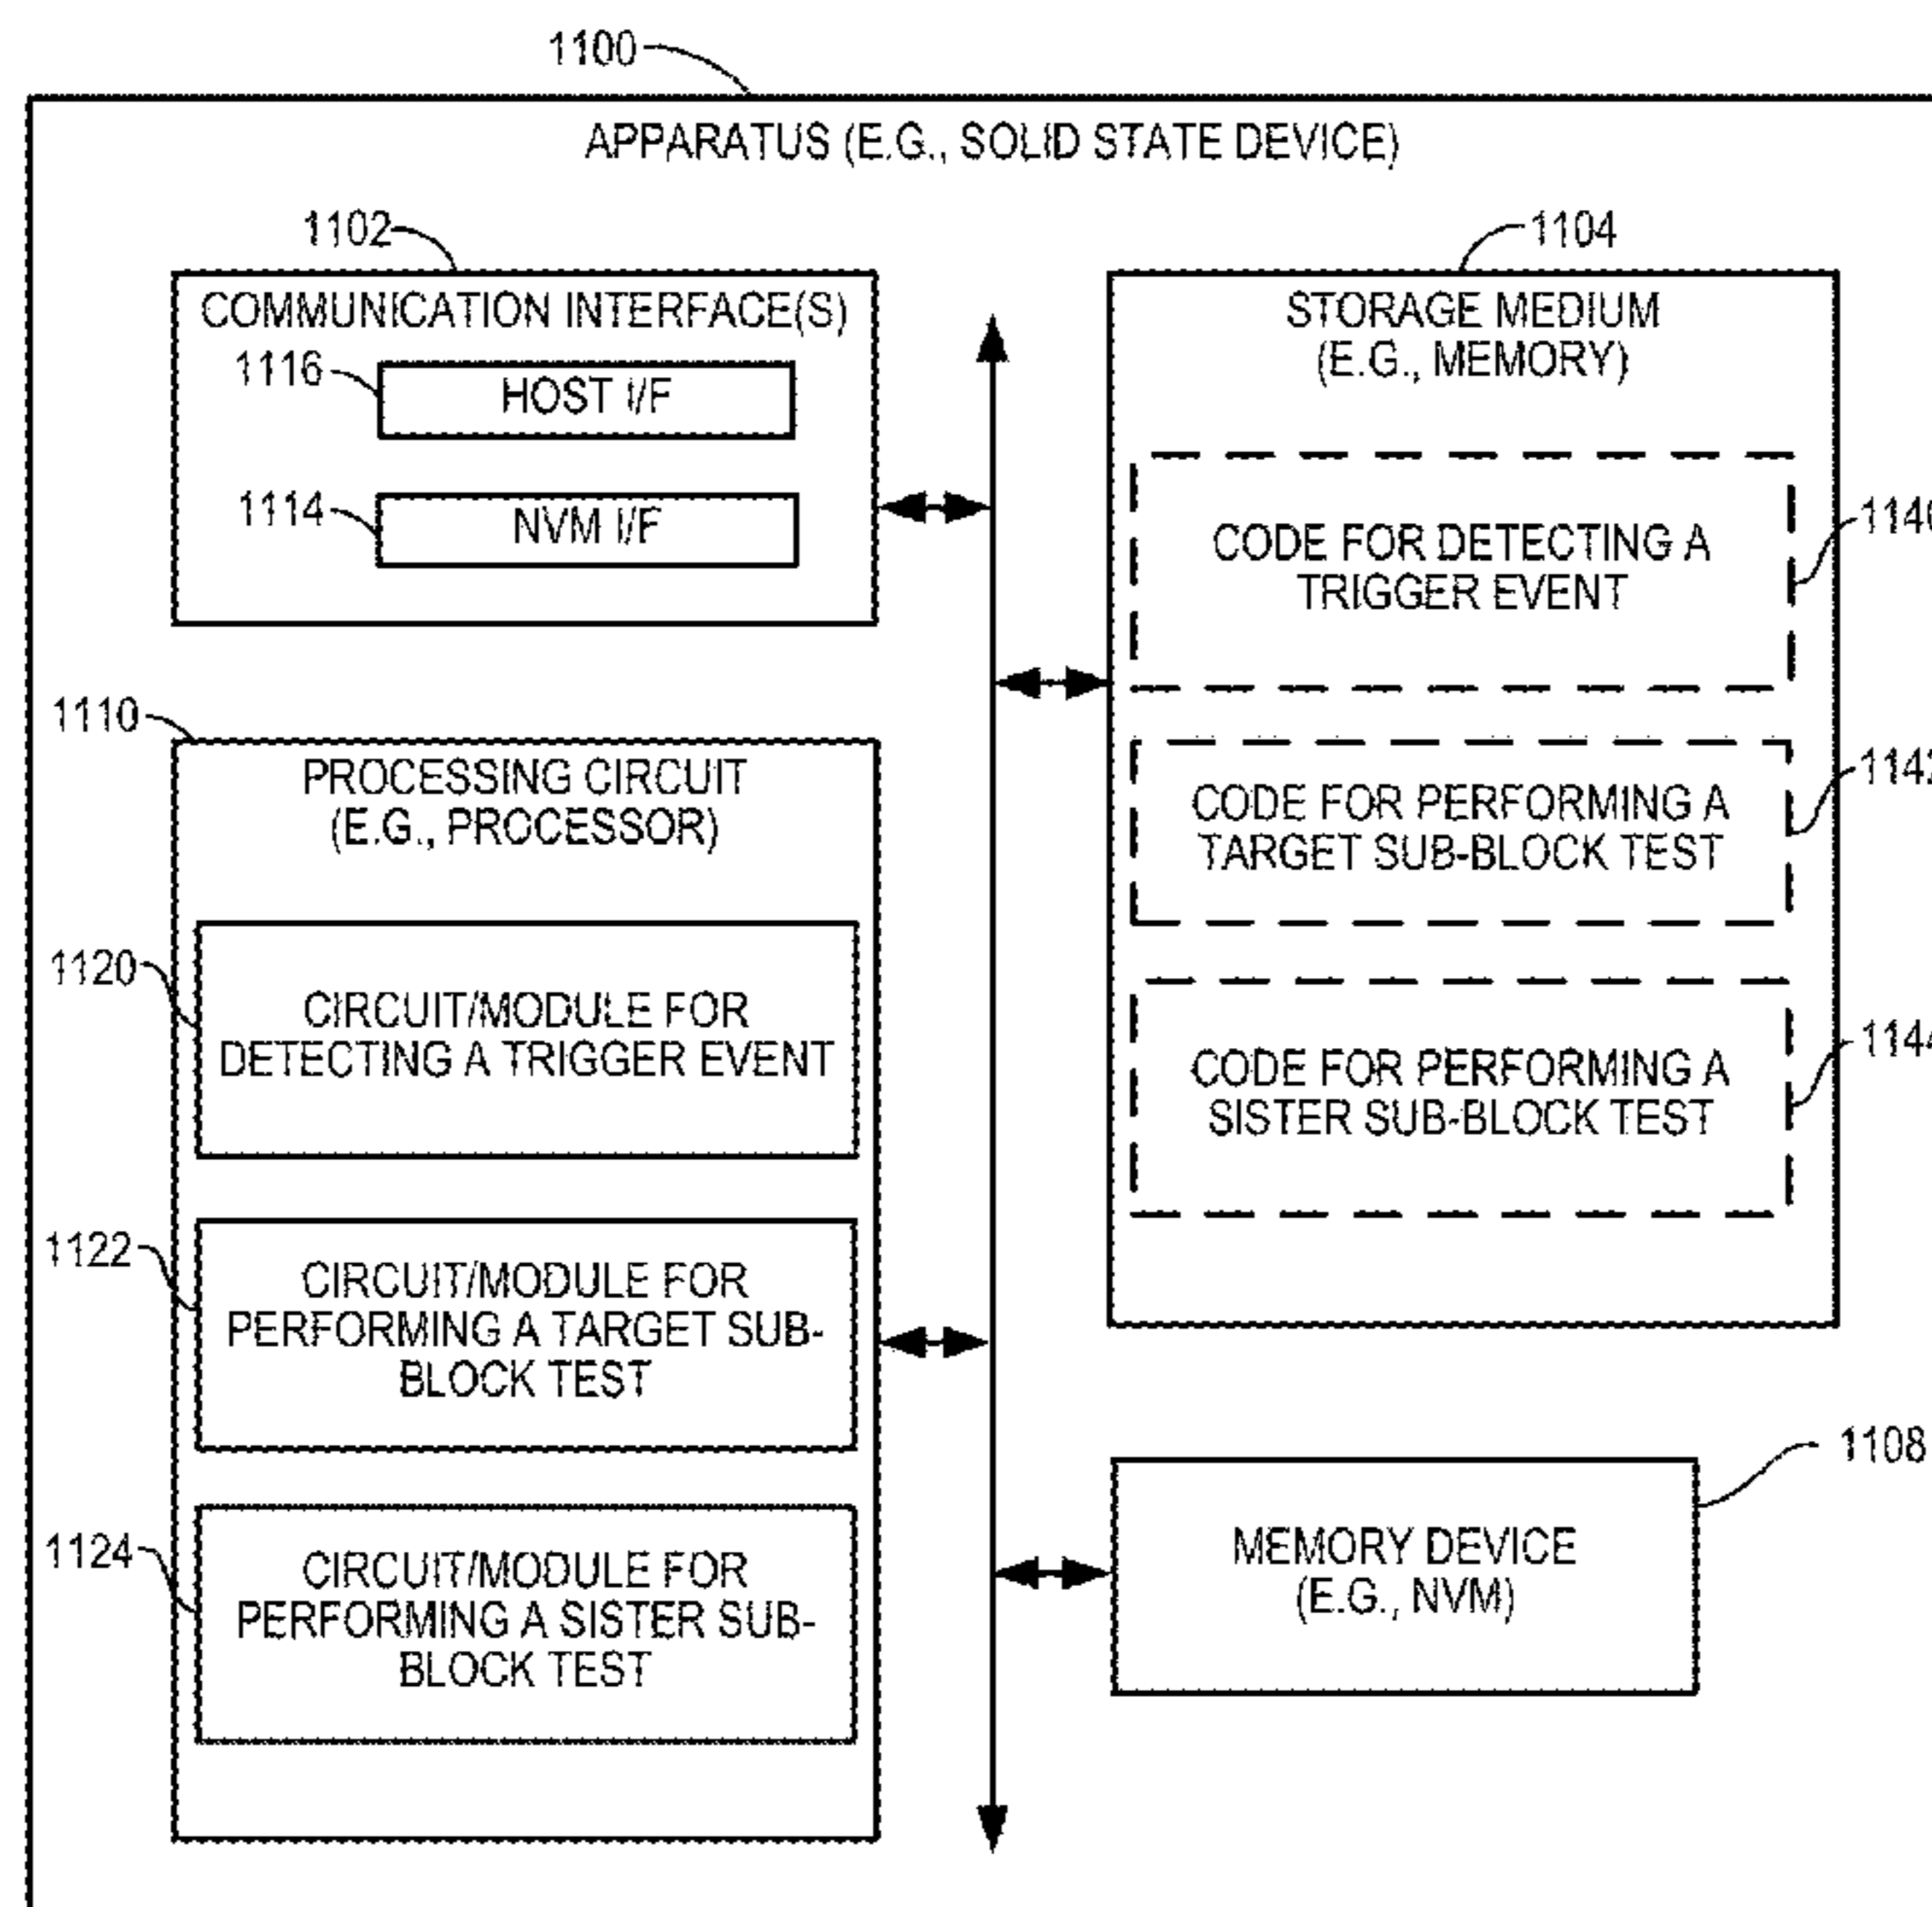 1100
APPARATUS (E.G., SOLID STATE DEVICE)
1102
COMMUNICATION INTERFACE(S)
1116
HOST I/F
1114
NVM I/F
1104
STORAGE MEDIUM
(E.G., MEMORY)
CODE FOR DETECTING A
TRIGGER EVENT
CODE FOR PERFORMING A
TARGET SUB-BLOCK TEST
CODE FOR PERFORMING A
SISTER SUB-BLOCK TEST
1110
PROCESSING CIRCUIT
(E.G., PROCESSOR)
1120
CIRCUIT/MODULE FOR
DETECTING A TRIGGER EVENT
1122
CIRCUIT/MODULE FOR
PERFORMING A TARGET SUB-
BLOCK TEST
1124
CIRCUIT/MODULE FOR
PERFORMING A SISTER SUB-
BLOCK TEST
1108
MEMORY DEVICE
(E.G., NVM)